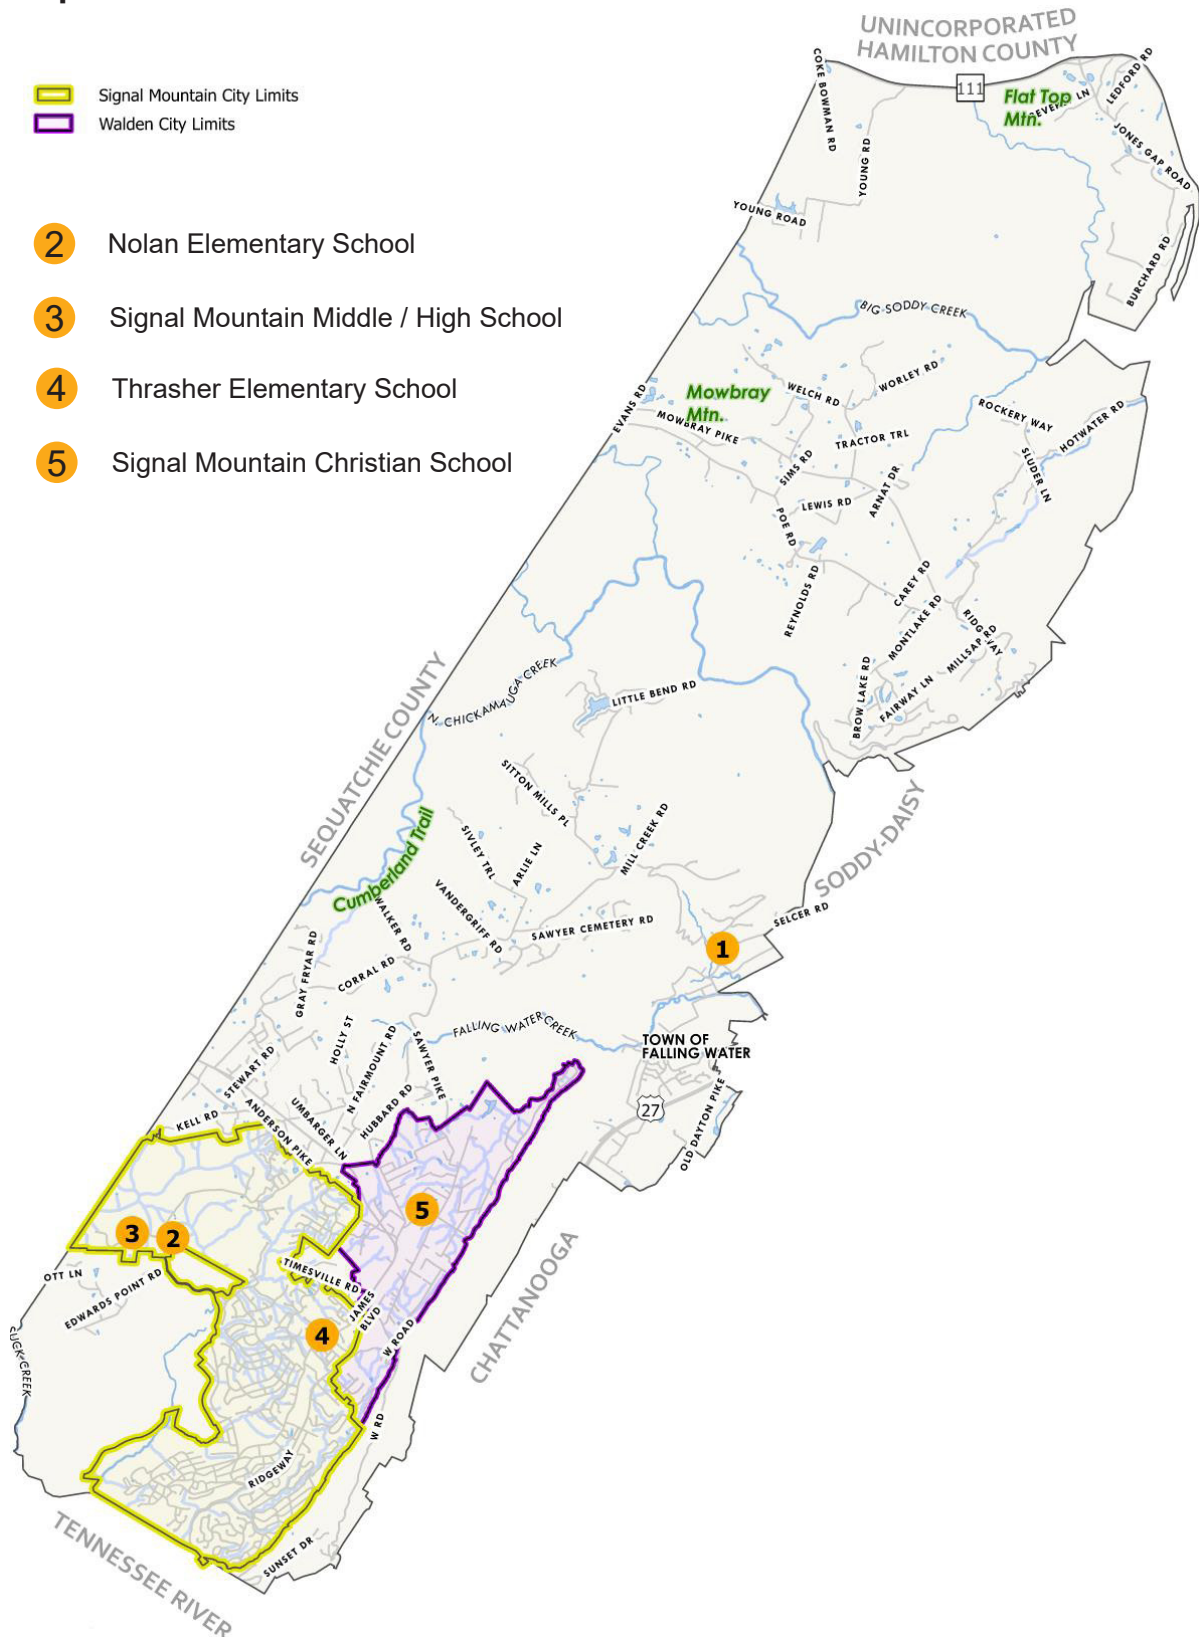 UNINCORPORATED
HAMILTON COUNTY
Signal Mountain City Limits
Walden City Limits
2 Nolan Elementary School
3 Signal Mountain Middle / High School
4 Thrasher Elementary School
5 Signal Mountain Christian School
COKE BOWMAN RD
111
Flat Top
Mtn.
LEDFORD RD
JONES GAP ROAD
YOUNG RD
YOUNG ROAD
BURCHARD RD
BIG SODDY CREEK
EVANS RD
Mowbray
Mtn.
MOWBRAY PIKE
WELCH RD
WORLEY RD
TRACTOR TRL
ROCKERY WAY
HOTWATER RD
SLUDER LN
SIMS RD
LEWIS RD
ARNAT DR
POE RD
REYNOLDS RD
CAREY RD
MONTLAKE RD
RIDGEWAY
MILLSAP RD
FAIRWAY LN
BROW LAKE RD
N. CHICKAMAUGA CREEK
LITTLE BEND RD
SEQUATCHIE COUNTY
SODDY-DAISY
SITTON MILLS PL
MILL CREEK RD
SIVLEY TRL
ARLIE LN
Cumberland Trail
WALKER RD
VANDERGRIFF RD
SAWYER CEMETERY RD
SELCER RD
1
GRAY FRYAR RD
CORRAL RD
HOLLY ST
N FAIRMOUNT RD
SAWYER PIKE
FALLING WATER CREEK
TOWN OF
FALLING WATER
27
OLD DAYTON PIKE
STEWART RD
HUBBARD RD
UMBARGER LN
ANDERSON PIKE
KELL RD
5
3
2
OTT LN
EDWARDS POINT RD
TIMESVILLE RD
JAMES
BLVD
4
W ROAD
CHATTANOOGA
SUCK CREEK
W RD
RIDGEWAY
SUNSET DR
TENNESSEE RIVER